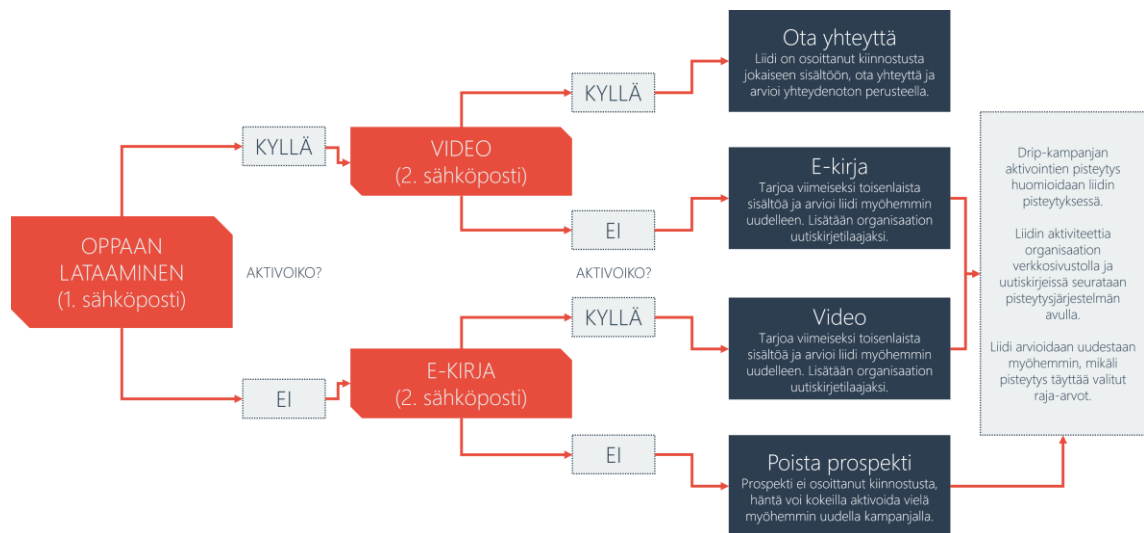 OPPAAN
LATAAMINEN
(1. sähköposti)
AKTIVOIKO?
KYLLÄ
EI
VIDEO
(2. sähköposti)
E-KIRJA
(2. sähköposti)
AKTIVOIKO?
KYLLÄ
EI
KYLLÄ
EI
Ota yhteyttä
Liidi on osoittanut kiinnostusta
jokaiseen sisältöön, ota yhteyttä ja
arvioi yhteydenoton perusteella.
E-kirja
Tarjoa viimeiseksi toisenlaista
sisältöä ja arvioi liidi myöhemmin
uudelleen. Lisätään organisaation
uutiskirjetilaajaksi.
Video
Tarjoa viimeiseksi toisenlaista
sisältöä ja arvioi liidi myöhemmin
uudelleen. Lisätään organisaation
uutiskirjetilaajaksi.
Poista prospekti
Prospekti ei osoittanut kiinnostusta,
häntä voi kokeilla aktivoida vielä
myöhemmin uudella kampanjalla.
Drip-kampanjan
aktivointien pisteytys
huomioidaan liidin
pisteytyksessä.
Liidin aktiviteettia
organisaation
verkkosivustolla ja
uutiskirjeissä seurataan
pisteytysjärjestelmän
avulla.
Liidi arvioidaan uudestaan
myöhemmin, mikäli
pisteytys täyttää valitut
raja-arvot.